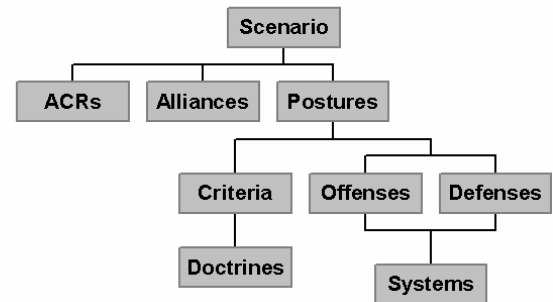 Scenario
ACRs
Alliances
Postures
Criteria
Offenses
Defenses
Doctrines
Systems